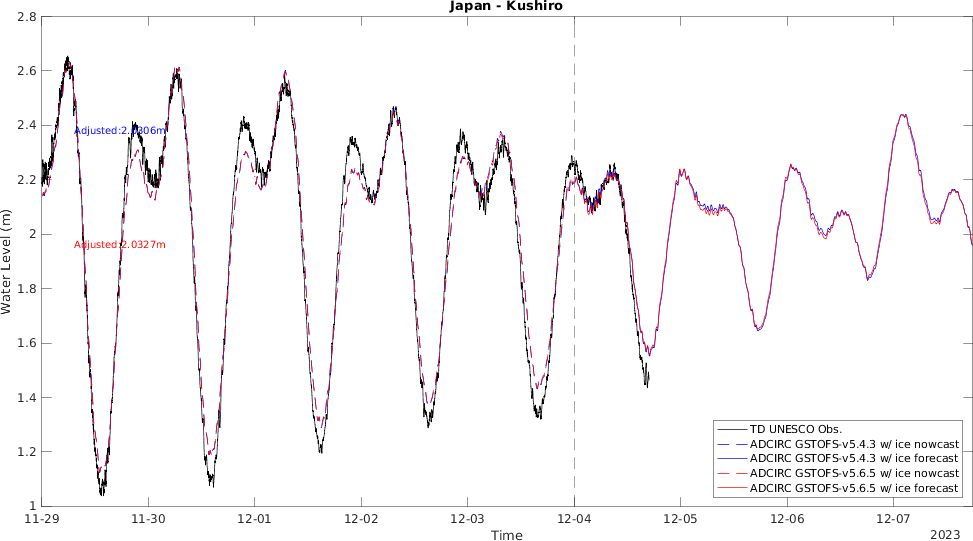 Japan - Kushiro
Water Level (m)
2.8
2.6
2.4
2.2
2
1.8
1.6
1.4
1.2
1
Adjusted:2.0306m
Adjusted:2.0327m
TD UNESCO Obs.
ADCIRC GSTOFS-v5.4.3 w/ ice nowcast
ADCIRC GSTOFS-v5.4.3 w/ ice forecast
ADCIRC GSTOFS-v5.6.5 w/ ice nowcast
ADCIRC GSTOFS-v5.6.5 w/ ice forecast
11-29 11-30 12-01 12-02 12-03 12-04 12-05 12-06 12-07
Time
2023